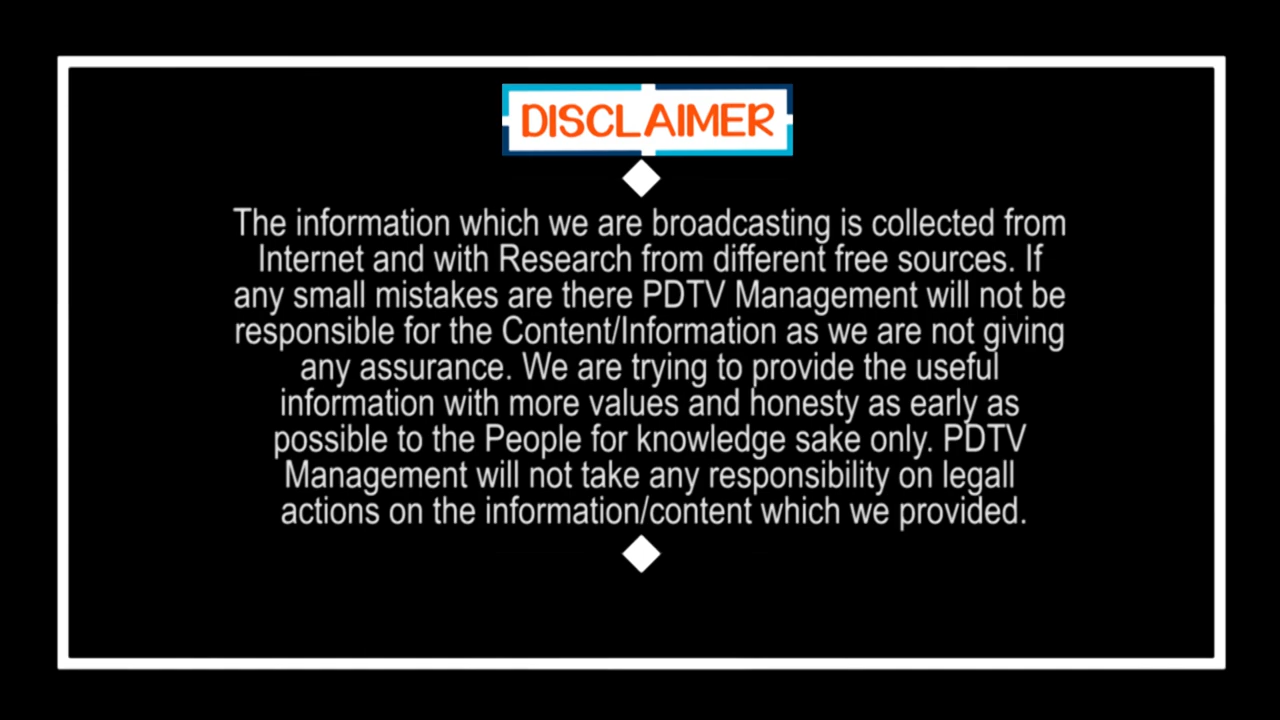 DISCLAIMER
The information which we are broadcasting is collected from
Internet and with Research from different free sources. If
any small mistakes are there PDTV Management will not be
responsible for the Content/Information as we are not giving
any assurance. We are trying to provide the useful
information with more values and honesty as early as
possible to the People for knowledge sake only. PDTV
Management will not take any responsibility on legall
actions on the information/content which we provided.